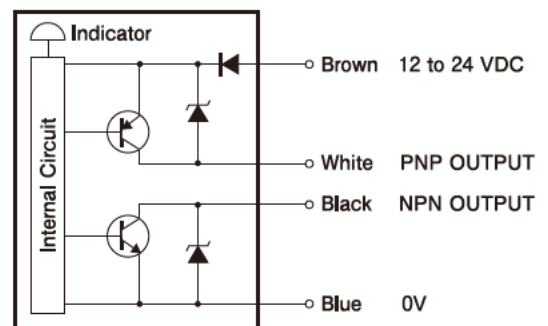 Indicator
Internal Circuit
Brown 12 to 24 VDC
White PNP OUTPUT
Black NPN OUTPUT
Blue 0V